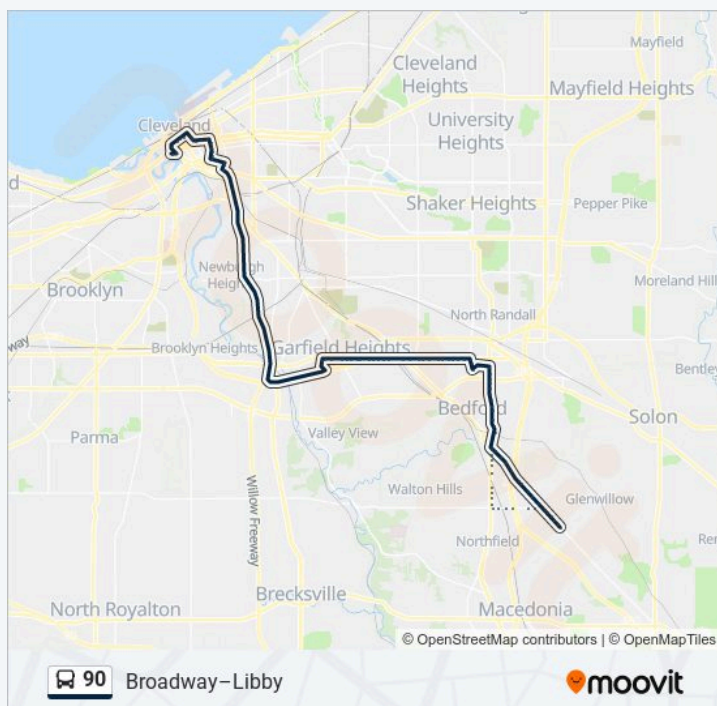 Mayfield
Cleveland
Heights
Mayfield Heights
Cleveland
University
Heights
d
Shaker Heights
Pepper Pike
Newburgh
Heights
Moreland Hill
Brooklyn
North Randall
way
Brooklyn Heights
Garfield Heights
Bentley
Bedford
Solon
Parma
Valley View
Willow Freeway
Walton Hills
Glenwillow
Northfield
Ren
Brecksville
North Royalton
Macedonia
© OpenStreetMap contributors | © OpenMapTiles
90 Broadway–Libby
moovit